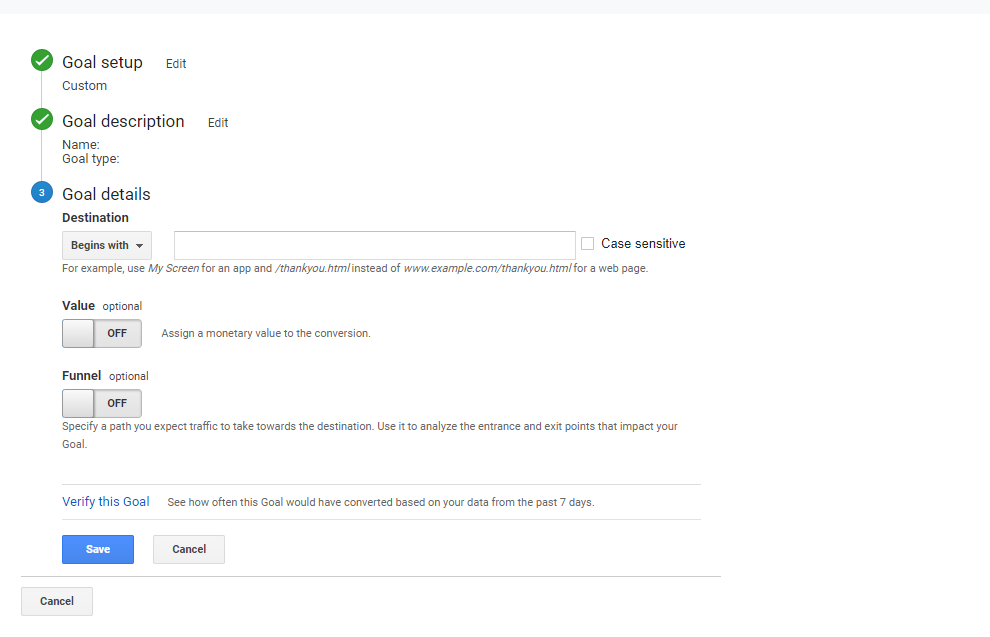 Goal setup Edit
Custom
Goal description Edit
Name:
Goal type:
3 Goal details
Destination
Begins with Case sensitive
For example, use My Screen for an app and /thankyou.html instead of www.example.com/thankyou.html for a web page.
Value optional
OFF Assign a monetary value to the conversion.
Funnel optional
OFF
Specify a path you expect traffic to take towards the destination. Use it to analyze the entrance and exit points that impact your
Goal.
Verify this Goal See how often this Goal would have converted based on your data from the past 7 days.
Save Cancel
Cancel